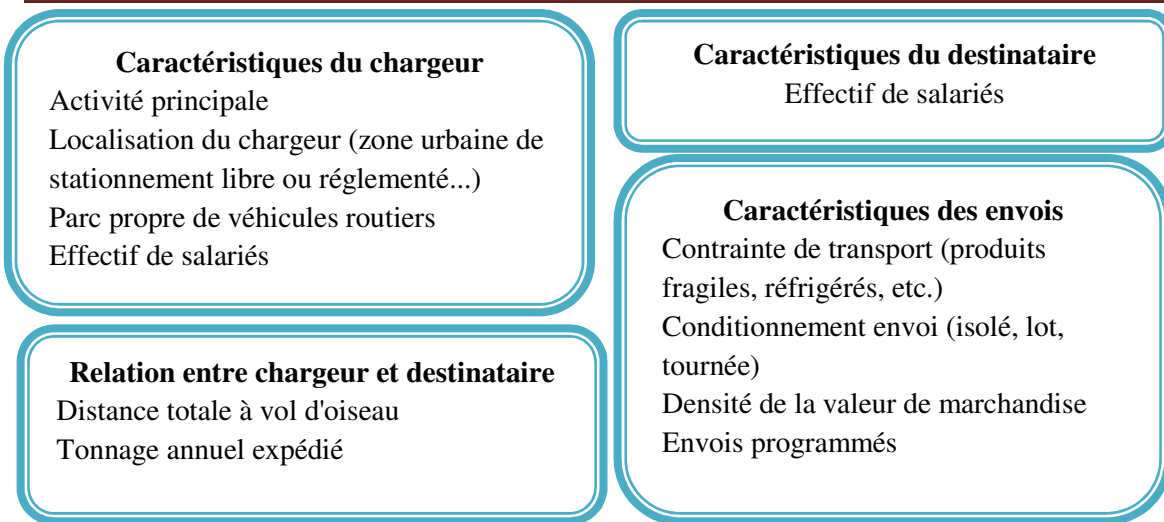 Caractéristiques du chargeur
Activité principale
Localisation du chargeur (zone urbaine de
stationnement libre ou réglementé...)
Parc propre de véhicules routiers
Effectif de salariés
Relation entre chargeur et destinataire
Distance totale à vol d'oiseau
Tonnage annuel expédié
Caractéristiques du destinataire
Effectif de salariés
Caractéristiques des envois
Contrainte de transport (produits
fragiles, réfrigérés, etc.)
Conditionnement envoi (isolé, lot,
tournée)
Densité de la valeur de marchandise
Envois programmés